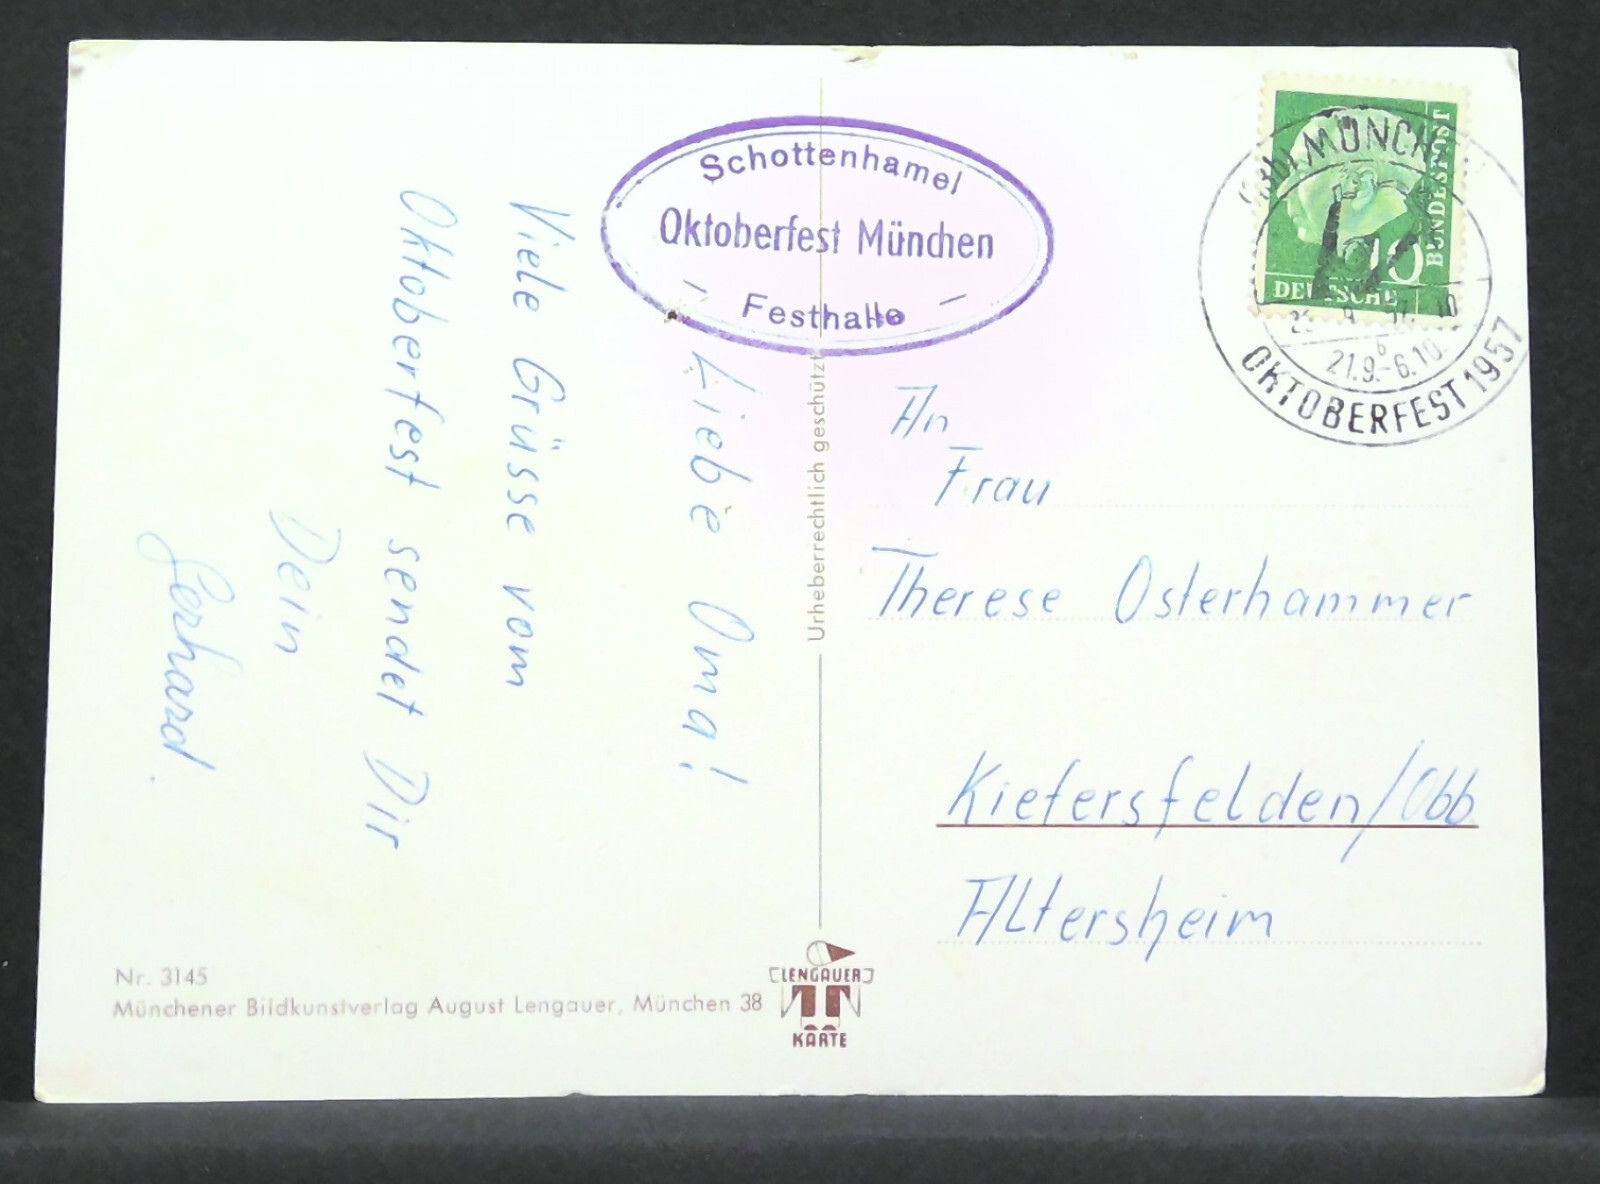 Schottenhamel
Oktoberfest München
Festhalle
Liebe Oma!
Viele Grüsse vom
Oktoberfest sendet Dir
Dein
Gerhard.
Nr. 3145
Münchener Bildkunstverlag August Lengauer, München 38
Urheberrechtlich geschützt
LENGAUER
KARTE
10
DEUTSCHE
BUNDESPOST
MÜNCH
21.9.-6.10.
OKTOBERFEST 1957
An
Frau
Therese Osterhammer
Kiefersfelden/Obb.
Altersheim